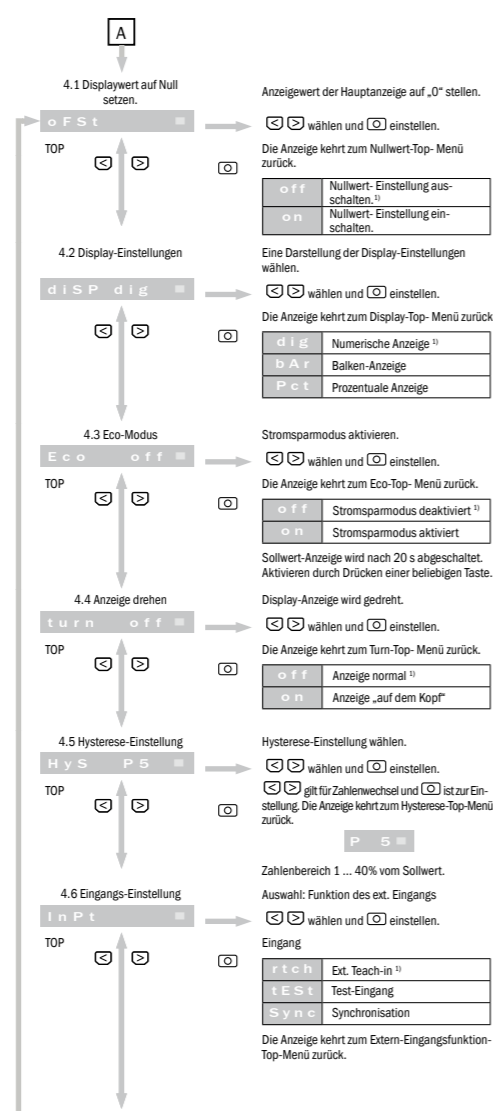 A
4.1 Displaywert auf Null
setzen.
oFSt
TOP
Anzeigewert der Hauptanzeige auf „0“ stellen.
wählen und einstellen.
Die Anzeige kehrt zum Nullwert-Top- Menü
zurück.
off Nullwert- Einstellung aus-
schalten.1)
on Nullwert- Einstellung ein-
schalten.
4.2 Display-Einstellungen
diSP dig
Eine Darstellung der Display-Einstellungen
wählen.
wählen und einstellen.
Die Anzeige kehrt zum Display-Top- Menü zurück
dig Numerische Anzeige 1)
bAr Balken-Anzeige
Pct Prozentuale Anzeige
4.3 Eco-Modus
Eco off
TOP
Stromsparmodus aktivieren.
wählen und einstellen.
Die Anzeige kehrt zum Eco-Top- Menü zurück.
off Stromsparmodus deaktiviert 1)
on Stromsparmodus aktiviert
Sollwert-Anzeige wird nach 20 s abgeschaltet.
Aktivieren durch Drücken einer beliebigen Taste.
4.4 Anzeige drehen
turn off
TOP
Display-Anzeige wird gedreht.
wählen und einstellen.
Die Anzeige kehrt zum Turn-Top- Menü zurück.
off Anzeige normal 1)
on Anzeige „auf dem Kopf“
4.5 Hysterese-Einstellung
HyS P5
TOP
Hysterese-Einstellung wählen.
wählen und einstellen.
gilt für Zahlenwechsel und ist zur Ein-
stellung. Die Anzeige kehrt zum Hysterese-Top-Menü
zurück.
P 5
Zahlenbereich 1 ... 40% vom Sollwert.
4.6 Eingangs-Einstellung
InPt
TOP
Auswahl: Funktion des ext. Eingangs
wählen und einstellen.
Eingang
rtch Ext. Teach-in 1)
tESt Test-Eingang
Sync Synchronisation
Die Anzeige kehrt zum Extern-Eingangsfunktion-
Top-Menü zurück.